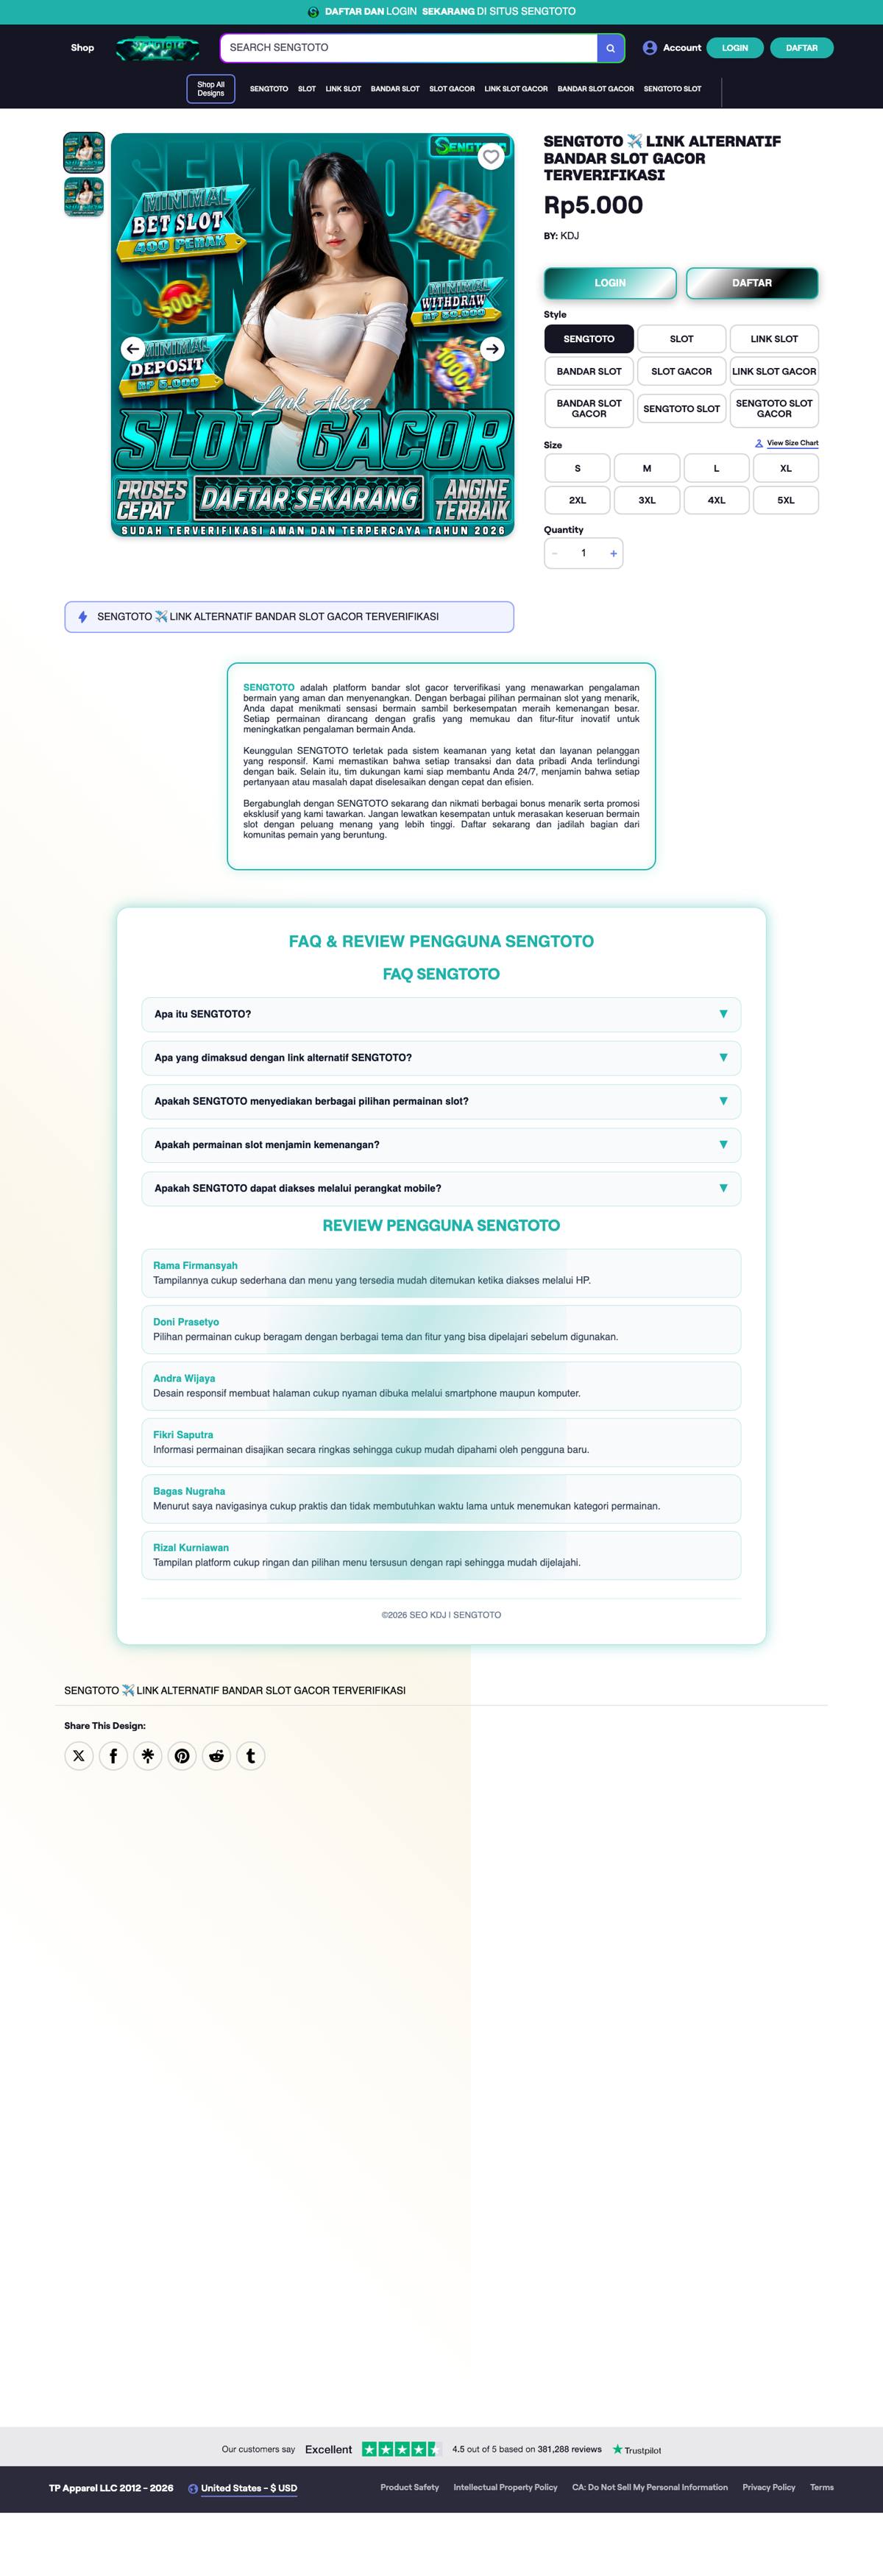 DAFTAR DAN LOGIN SEKARANG DI SITUS SENGTOTO
Shop
SEARCH SENGTOTO
Account
LOGIN
DAFTAR
Shop All
Designs
SENGTOTO
SLOT
LINK SLOT
BANDAR SLOT
SLOT GACOR
LINK SLOT GACOR
BANDAR SLOT GACOR
SENGTOTO SLOT
MINIMAL
BET SLOT
400 PERAK
500X
MINIMAL
WITHDRAW
RP 50.000
MINIMAL
DEPOSIT
RP 5.000
1000X
Link Akses
SLOT GACOR
PROSES
CEPAT
DAFTAR SEKARANG
ANGINE
TERBAIK
SUDAH TERVERIFIKASI AMAN DAN TERPERCAYA TAHUN 2026
SENGTOTO ✈️ LINK ALTERNATIF
BANDAR SLOT GACOR
TERVERIFIKASI
Rp5.000
BY: KDJ
LOGIN
DAFTAR
Style
SENGTOTO
SLOT
LINK SLOT
BANDAR SLOT
SLOT GACOR
LINK SLOT GACOR
BANDAR SLOT
GACOR
SENGTOTO SLOT
SENGTOTO SLOT
GACOR
Size
View Size Chart
S
M
L
XL
2XL
3XL
4XL
5XL
Quantity
− 1 +
SENGTOTO ✈️ LINK ALTERNATIF BANDAR SLOT GACOR TERVERIFIKASI
SENGTOTO adalah platform bandar slot gacor terverifikasi yang menawarkan pengalaman
bermain yang aman dan menyenangkan. Dengan berbagai pilihan permainan slot yang menarik,
Anda dapat menikmati sensasi bermain sambil berkesempatan meraih kemenangan besar.
Setiap permainan dirancang dengan grafis yang memukau dan fitur-fitur inovatif untuk
meningkatkan pengalaman bermain Anda.
Keunggulan SENGTOTO terletak pada sistem keamanan yang ketat dan layanan pelanggan
yang responsif. Kami memastikan bahwa setiap transaksi dan data pribadi Anda terlindungi
dengan baik. Selain itu, tim dukungan kami siap membantu Anda 24/7, menjamin bahwa setiap
pertanyaan atau masalah dapat diselesaikan dengan cepat dan efisien.
Bergabunglah dengan SENGTOTO sekarang dan nikmati berbagai bonus menarik serta promosi
eksklusif yang kami tawarkan. Jangan lewatkan kesempatan untuk merasakan keseruan bermain
slot dengan peluang menang yang lebih tinggi. Daftar sekarang dan jadilah bagian dari
komunitas pemain yang beruntung.
FAQ & REVIEW PENGGUNA SENGTOTO
FAQ SENGTOTO
Apa itu SENGTOTO?
Apa yang dimaksud dengan link alternatif SENGTOTO?
Apakah SENGTOTO menyediakan berbagai pilihan permainan slot?
Apakah permainan slot menjamin kemenangan?
Apakah SENGTOTO dapat diakses melalui perangkat mobile?
REVIEW PENGGUNA SENGTOTO
Rama Firmansyah
Tampilannya cukup sederhana dan menu yang tersedia mudah ditemukan ketika diakses melalui HP.
Doni Prasetyo
Pilihan permainan cukup beragam dengan berbagai tema dan fitur yang bisa dipelajari sebelum digunakan.
Andra Wijaya
Desain responsif membuat halaman cukup nyaman dibuka melalui smartphone maupun komputer.
Fikri Saputra
Informasi permainan disajikan secara ringkas sehingga cukup mudah dipahami oleh pengguna baru.
Bagas Nugraha
Menurut saya navigasinya cukup praktis dan tidak membutuhkan waktu lama untuk menemukan kategori permainan.
Rizal Kurniawan
Tampilan platform cukup ringan dan pilihan menu tersusun dengan rapi sehingga mudah dijelajahi.
©2026 SEO KDJ | SENGTOTO
SENGTOTO ✈️ LINK ALTERNATIF BANDAR SLOT GACOR TERVERIFIKASI
Share This Design:
Our customers say Excellent 4.5 out of 5 based on 381,288 reviews Trustpilot
TP Apparel LLC 2012 – 2026
United States – $ USD
Product Safety
Intellectual Property Policy
CA: Do Not Sell My Personal Information
Privacy Policy
Terms